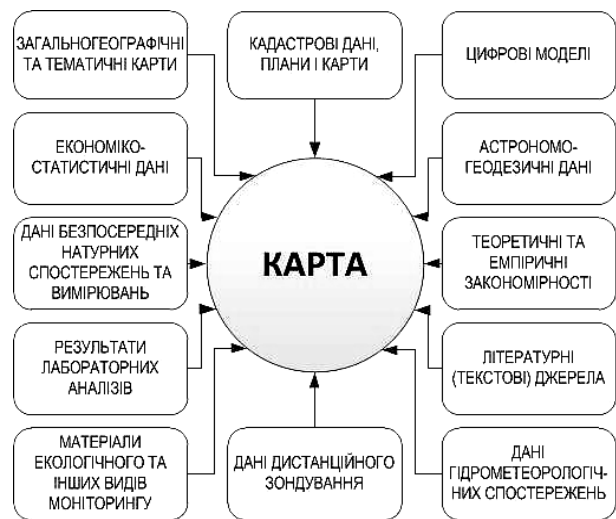 ЗАГАЛЬНОГЕОГРАФІЧНІ
ТА ТЕМАТИЧНІ КАРТИ
КАДАСТРОВІ ДАНІ,
ПЛАНИ І КАРТИ
ЦИФРОВІ МОДЕЛІ
ЕКОНОМІКО-
СТАТИСТИЧНІ ДАНІ
АСТРОНОМО-
ГЕОДЕЗИЧНІ ДАНІ
ДАНІ БЕЗПОСЕРЕДНІХ
НАТУРНИХ
СПОСТЕРЕЖЕНЬ ТА
ВИМІРЮВАНЬ
КАРТА
ТЕОРЕТИЧНІ ТА
ЕМПІРИЧНІ
ЗАКОНОМІРНОСТІ
РЕЗУЛЬТАТИ
ЛАБОРАТОРНИХ
АНАЛІЗІВ
ЛІТЕРАТУРНІ
(ТЕКСТОВІ) ДЖЕРЕЛА
МАТЕРІАЛИ
ЕКОЛОГІЧНОГО ТА
ІНШИХ ВИДІВ
МОНІТОРИНГУ
ДАНІ ДИСТАНЦІЙНОГО
ЗОНДУВАННЯ
ДАНІ
ГІДРОМЕТЕОРОЛОГІЧ-
НИХ СПОСТЕРЕЖЕНЬ